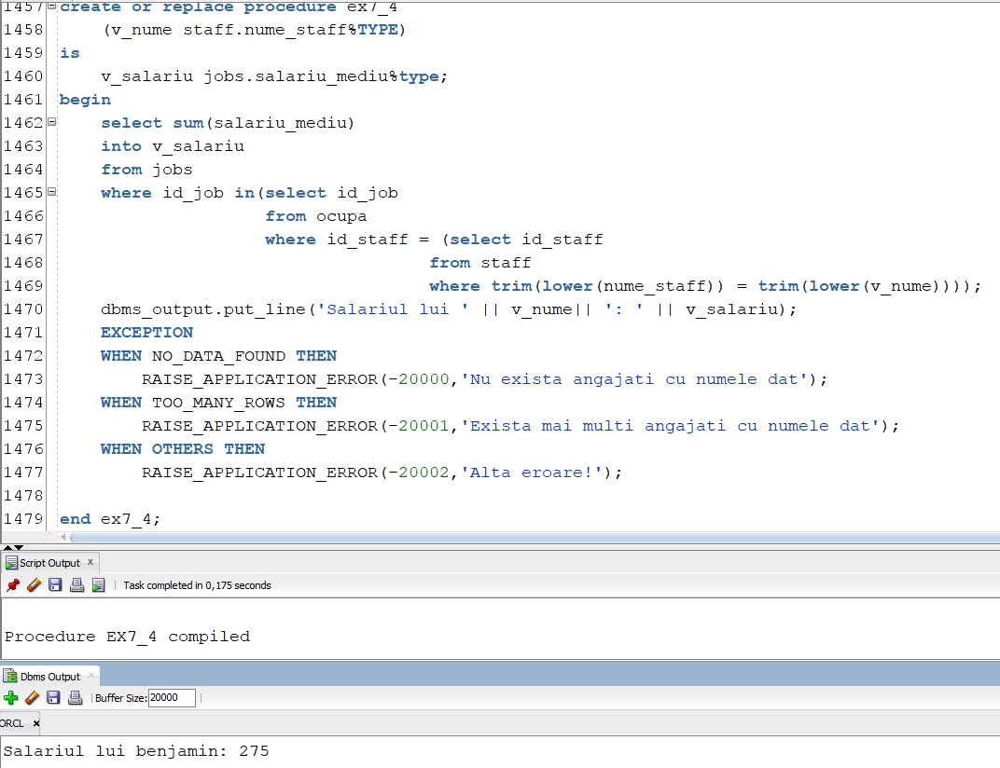 1457 create or replace procedure ex7_4
1458 (v_nume staff.nume_staff%TYPE)
1459 is
1460 v_salariu jobs.salariu_mediu%type;
1461 begin
1462 select sum(salariu_mediu)
1463 into v_salariu
1464 from jobs
1465 where id_job in(select id_job
1466 from ocupa
1467 where id_staff = (select id_staff
1468 from staff
1469 where trim(lower(nume_staff)) = trim(lower(v_nume))));
1470 dbms_output.put_line('Salariul lui ' || v_nume|| ': ' || v_salariu);
1471 EXCEPTION
1472 WHEN NO_DATA_FOUND THEN
1473 RAISE_APPLICATION_ERROR(-20000,'Nu exista angajati cu numele dat');
1474 WHEN TOO_MANY_ROWS THEN
1475 RAISE_APPLICATION_ERROR(-20001,'Exista mai multi angajati cu numele dat');
1476 WHEN OTHERS THEN
1477 RAISE_APPLICATION_ERROR(-20002,'Alta eroare!');
1478
1479 end ex7_4;
Script Output x
Task completed in 0,175 seconds
Procedure EX7_4 compiled
Dbms Output x
Buffer Size: 20000
ORCL x
Salariul lui benjamin: 275